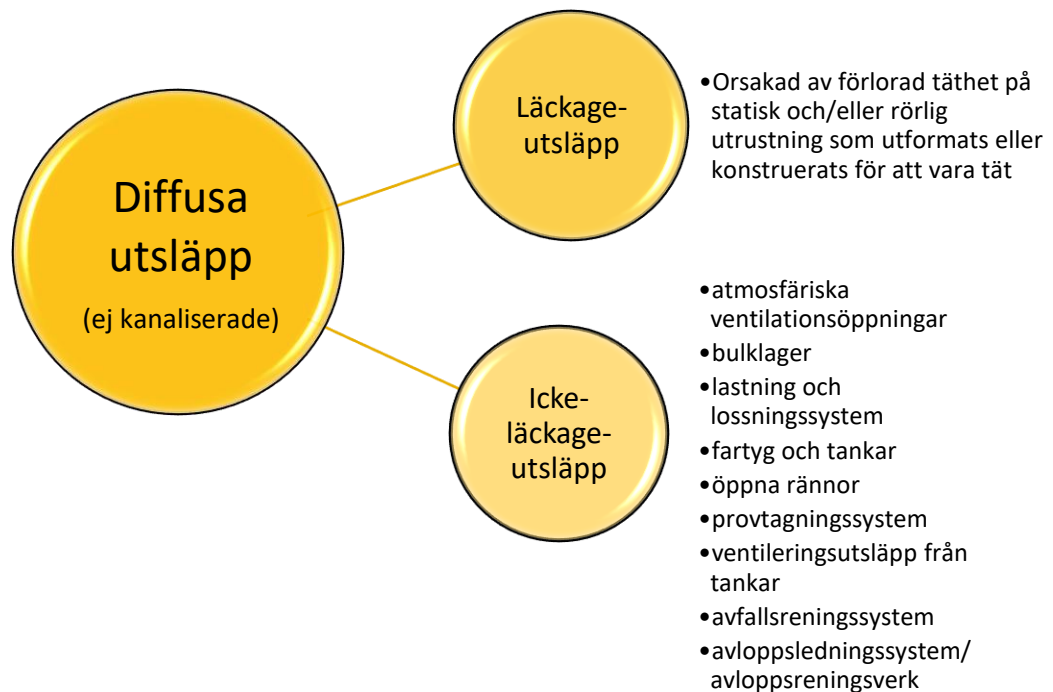 Diffusa
utsläpp
(ej kanaliserade)
Läckage-
utsläpp
•Orsakad av förlorad täthet på
statisk och/eller rörlig
utrustning som utformats eller
konstruerats för att vara tät
Icke-
läckage-
utsläpp
•atmosfäriska
ventilationsöppningar
•bulklager
•lastning och
lossningssystem
•fartyg och tankar
•öppna rännor
•provtagningssystem
•ventileringsutsläpp från
tankar
•avfallsreningssystem
•avloppsledningssystem/
avloppsreningsverk